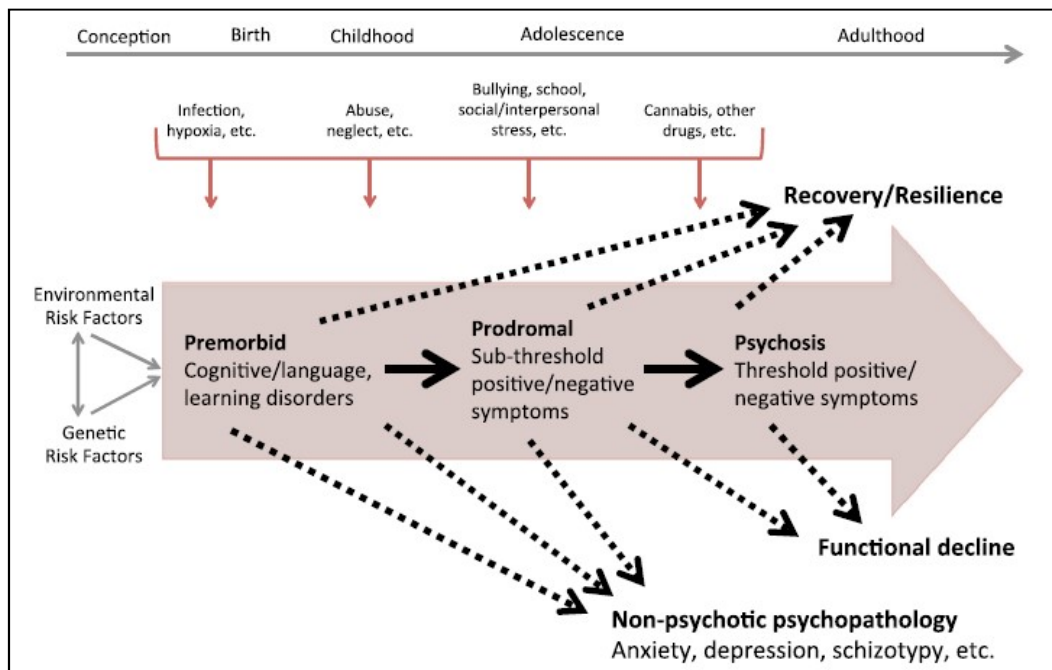 Conception Birth Childhood Adolescence Adulthood
Infection,
hypoxia, etc.
Abuse,
neglect, etc.
Bullying, school,
social/interpersonal
stress, etc.
Cannabis, other
drugs, etc.
Recovery/Resilience
Environmental
Risk Factors
Genetic
Risk Factors
Premorbid
Cognitive/language,
learning disorders
Prodromal
Sub-threshold
positive/negative
symptoms
Psychosis
Threshold positive/
negative symptoms
Functional decline
Non-psychotic psychopathology
Anxiety, depression, schizotypy, etc.